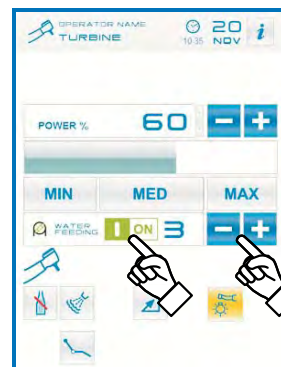 OPERATOR NAME
TURBINE
10:35
20
NOV
i
POWER % 60 - +
MIN MED MAX
WATER
FEEDING
I ON 3 - +